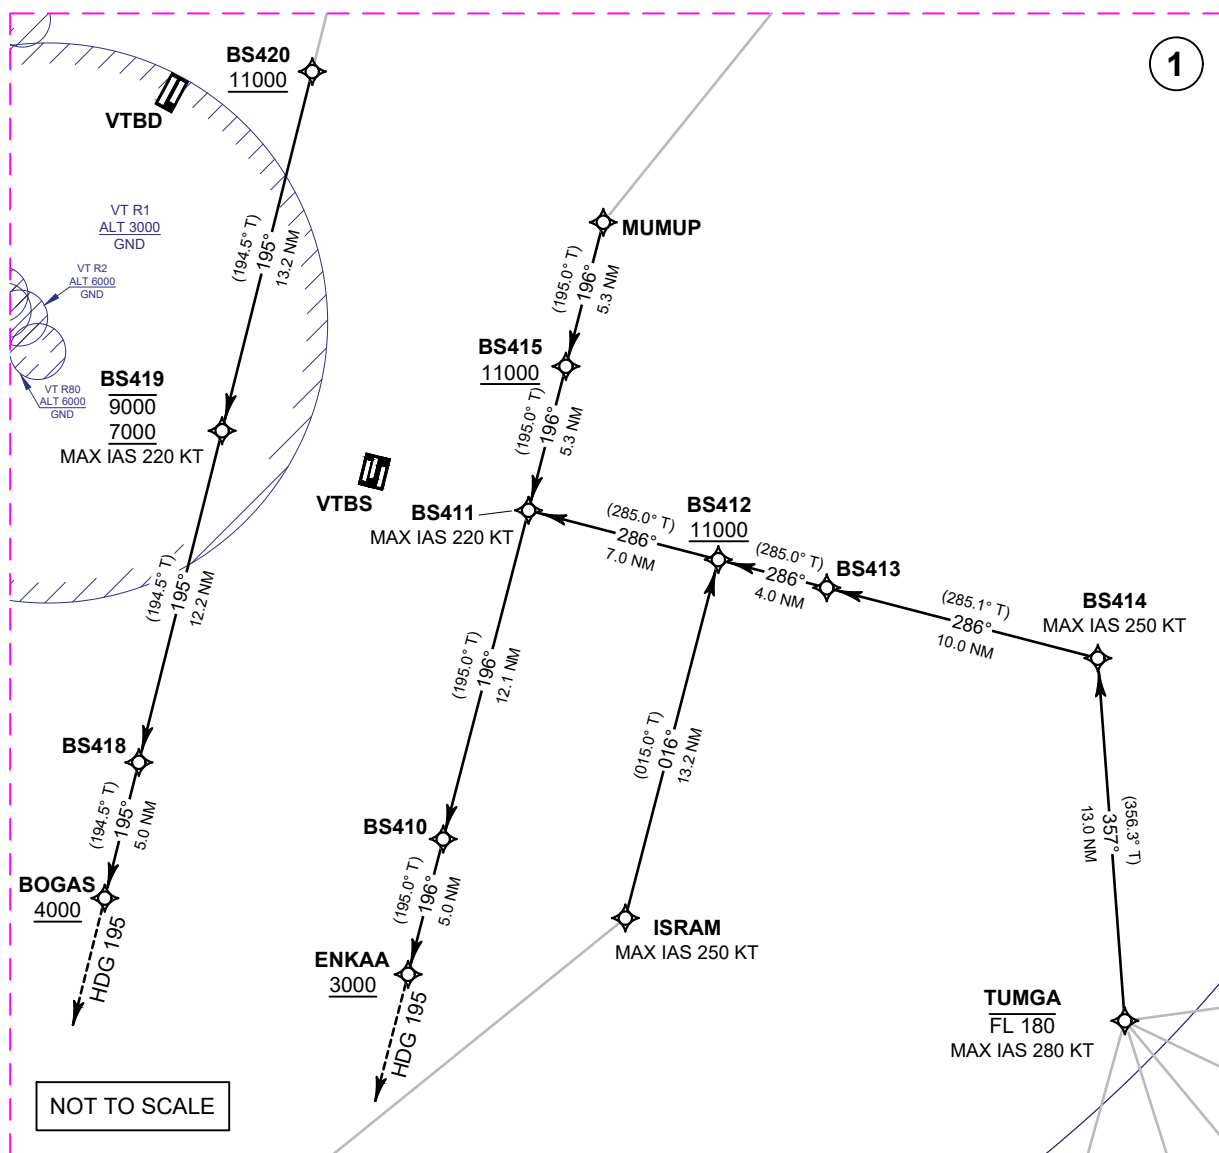 1
BS420
11000
VTBD
VT R1
ALT 3000
GND
VT R2
ALT 6000
GND
(194.5° T)
195°
13.2 NM
MUMUP
(195.0° T)
196°
5.3 NM
BS415
11000
VT R80
ALT 6000
GND
BS419
9000
7000
MAX IAS 220 KT
(195.0° T)
196°
5.3 NM
VTBS
BS411
MAX IAS 220 KT
(285.0° T)
286°
7.0 NM
BS412
11000
(285.0° T)
286°
4.0 NM
BS413
(285.1° T)
286°
10.0 NM
BS414
MAX IAS 250 KT
(194.5° T)
195°
12.2 NM
(195.0° T)
196°
12.1 NM
(015.0° T)
016°
13.2 NM
BS418
(194.5° T)
195°
5.0 NM
BS410
(195.0° T)
196°
5.0 NM
(356.3° T)
357°
13.0 NM
BOGAS
4000
HDG 195
ISRAM
MAX IAS 250 KT
ENKAA
3000
HDG 195
TUMGA
FL 180
MAX IAS 280 KT
NOT TO SCALE